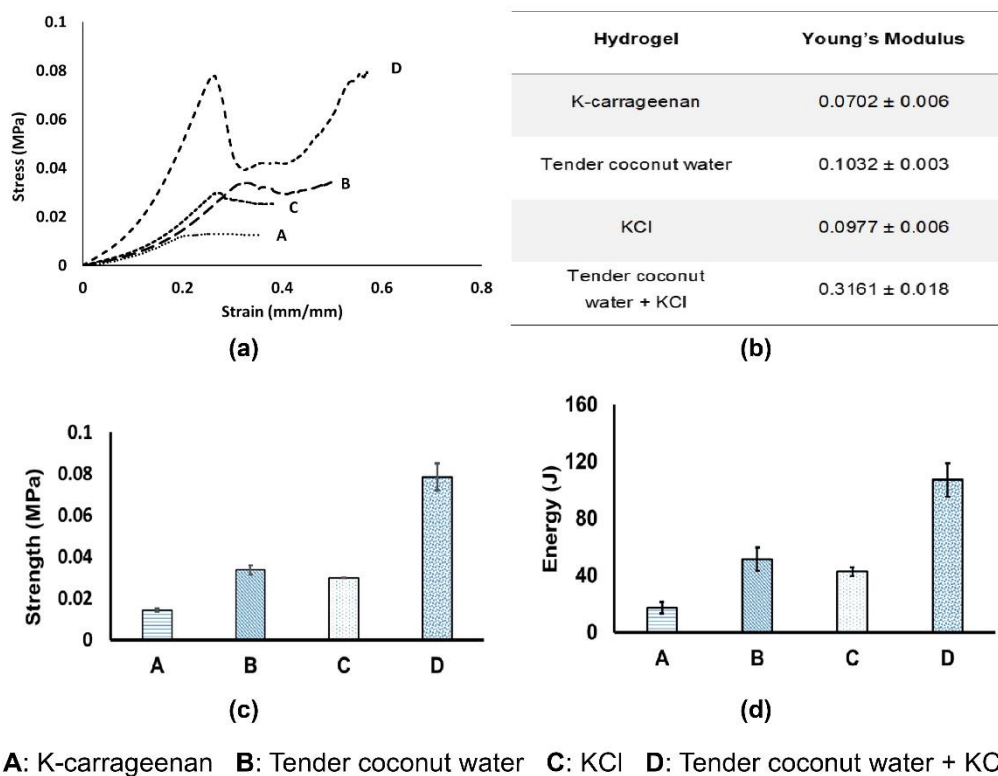 0.1
0.08
0.06
0.04
0.02
0
Stress (MPa)
D
B
C
A
0 0.2 0.4 0.6 0.8
Strain (mm/mm)
(a)
Hydrogel Young's Modulus
K-carrageenan 0.0702 ± 0.006
Tender coconut water 0.1032 ± 0.003
KCl 0.0977 ± 0.006
Tender coconut
water + KCl 0.3161 ± 0.018
(b)
0.1
0.08
0.06
0.04
0.02
0
Strength (MPa)
A B C D
(c)
160
120
80
40
0
Energy (J)
A B C D
(d)
A: K-carrageenan B: Tender coconut water C: KCl D: Tender coconut water + KC